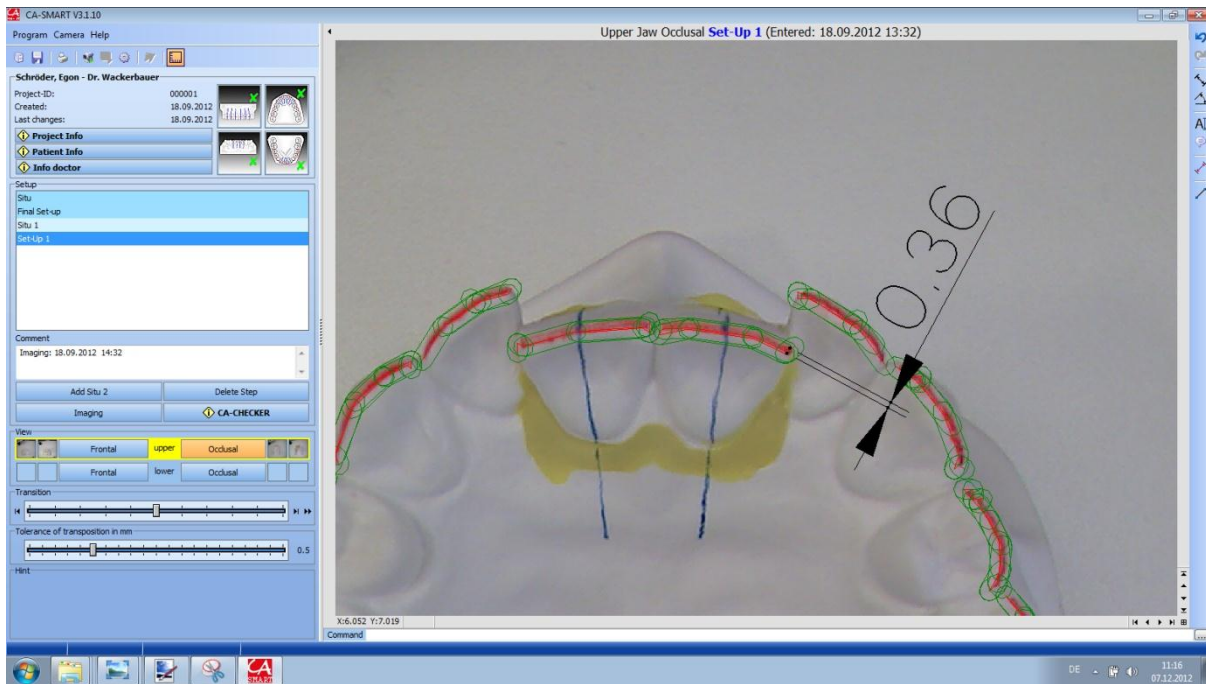 CA-SMART V3.1.10
Program Camera Help
Schröder, Egon - Dr. Wackerbauer
Project-ID: 000001
Created: 18.09.2012
Last changes: 18.09.2012
Project Info
Patient Info
Info doctor
Setup
Situ
Final Set-up
Situ 1
Set-Up 1
Comment
Imaging: 18.09.2012 14:32
Add Situ 2 Delete Step
Imaging CA-CHECKER
View
Frontal upper Occlusal
Frontal lower Occlusal
Transition
Tolerance of transposition in mm
0.5
Hint
Upper Jaw Occlusal Set-Up 1 (Entered: 18.09.2012 13:32)
0.36
X:6.052 Y:7.019
Command
CA
SMART
DE
11:16
07.12.2012